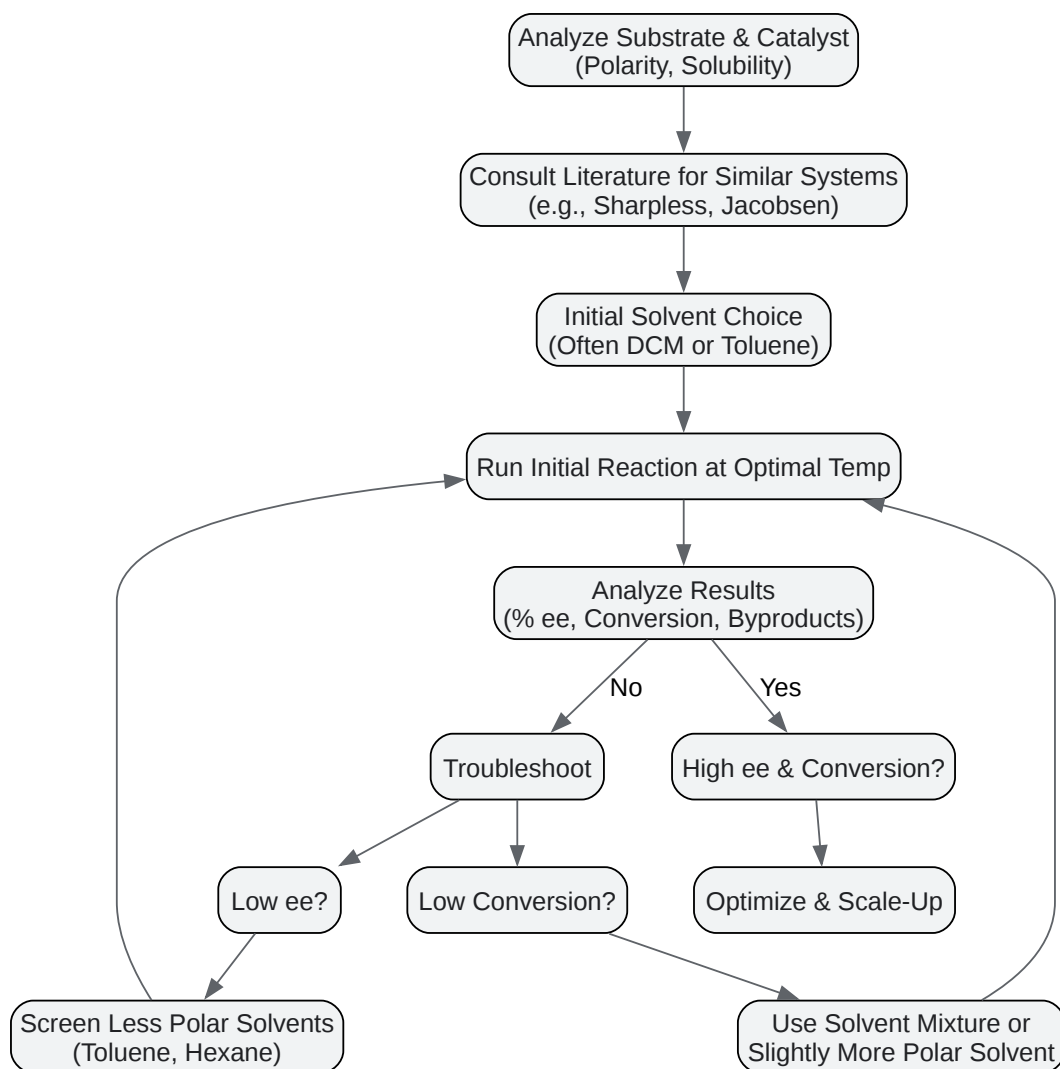 Analyze Substrate & Catalyst
(Polarity, Solubility)
Consult Literature for Similar Systems
(e.g., Sharpless, Jacobsen)
Initial Solvent Choice
(Often DCM or Toluene)
Run Initial Reaction at Optimal Temp
Analyze Results
(% ee, Conversion, Byproducts)
No
Yes
Troubleshoot
High ee & Conversion?
Low ee?
Low Conversion?
Optimize & Scale-Up
Screen Less Polar Solvents
(Toluene, Hexane)
Use Solvent Mixture or
Slightly More Polar Solvent